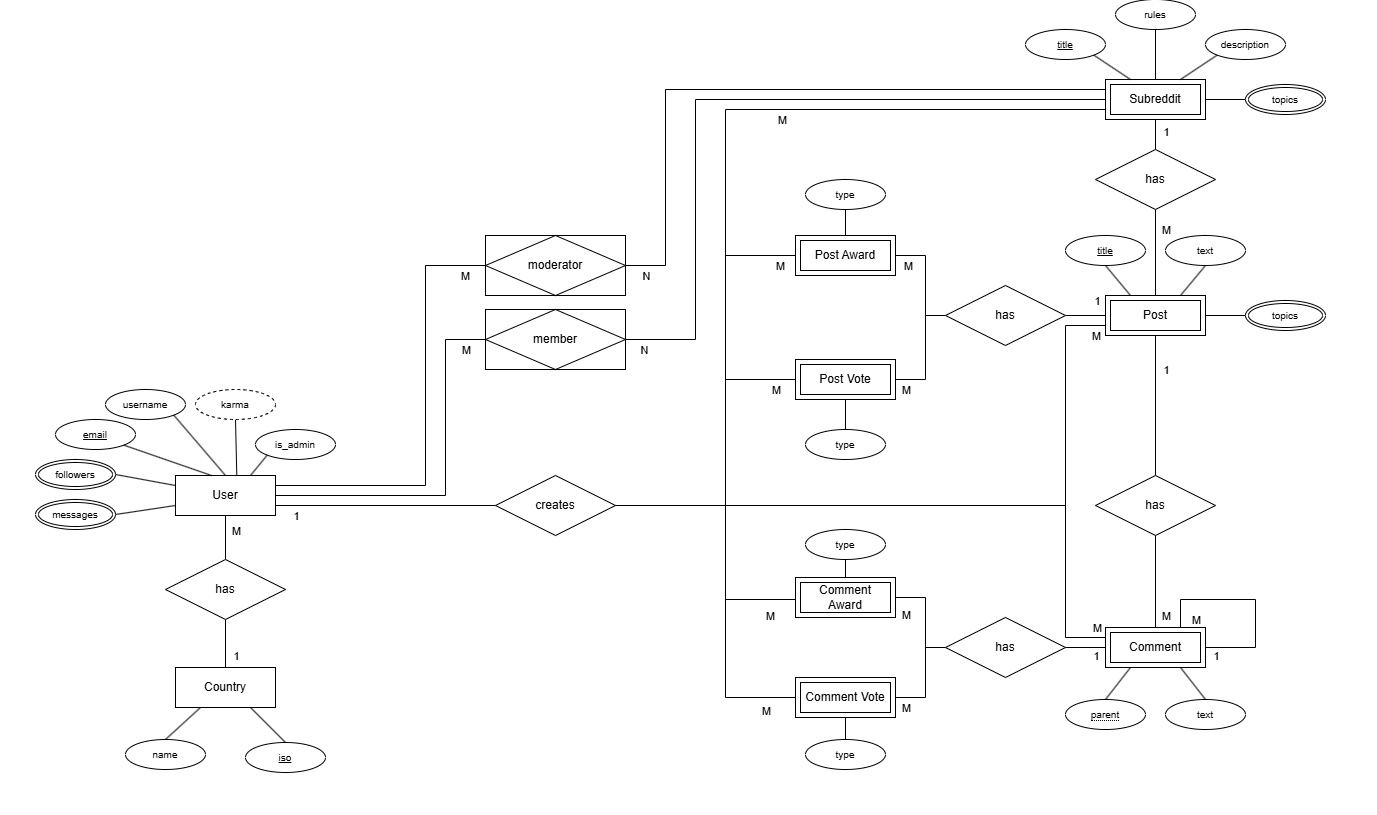 rules
title
description
Subreddit
topics
M
1
has
type
M
title
text
Post Award
moderator
M
N
M
M
has
1
Post
topics
M
member
M
N
1
Post Vote
M
M
type
username
karma
email
is_admin
followers
User
messages
1
creates
has
M
type
has
Comment
Award
M
M
M
M
M
has
Comment
1
1
1
Country
Comment Vote
M
M
parent
text
name
iso
type